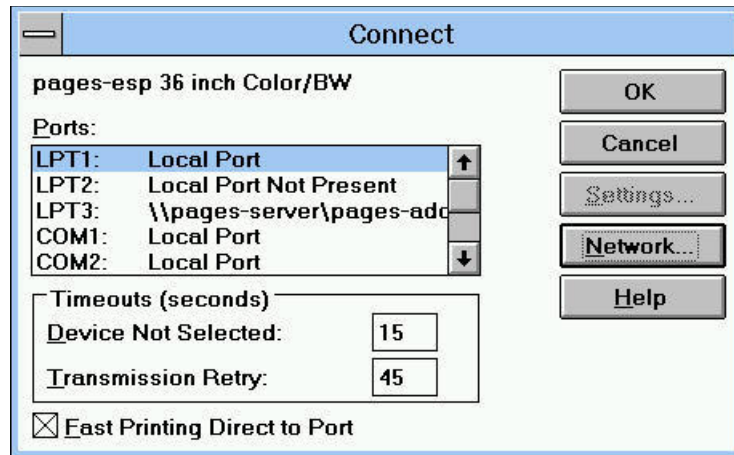 Connect
pages-esp 36 inch Color/BW
Ports:
LPT1: Local Port
LPT2: Local Port Not Present
LPT3: \\pages-server\pages-add
COM1: Local Port
COM2: Local Port
Timeouts (seconds)
Device Not Selected: 15
Transmission Retry: 45
Fast Printing Direct to Port
OK
Cancel
Settings...
Network...
Help